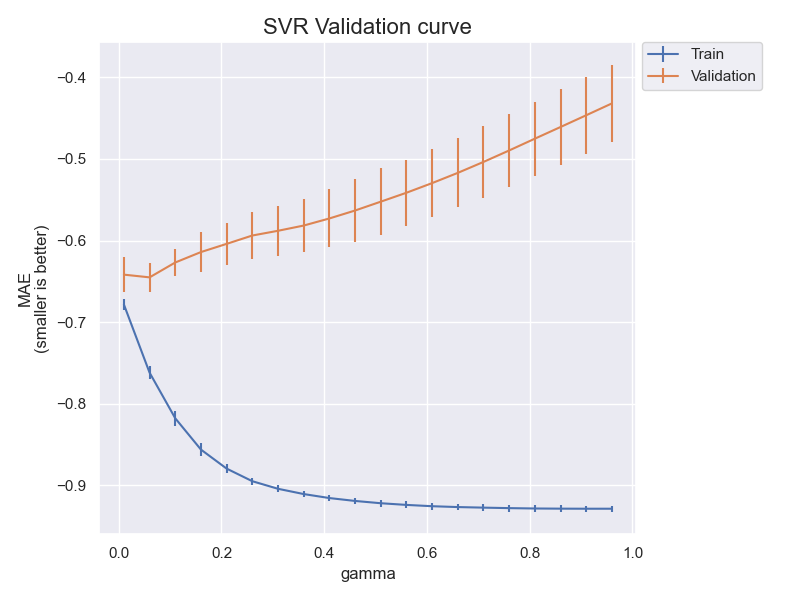 SVR Validation curve
Train
Validation
−0.4
−0.5
−0.6
−0.7
−0.8
−0.9
MAE
(smaller is better)
0.0
0.2
0.4
0.6
0.8
1.0
gamma